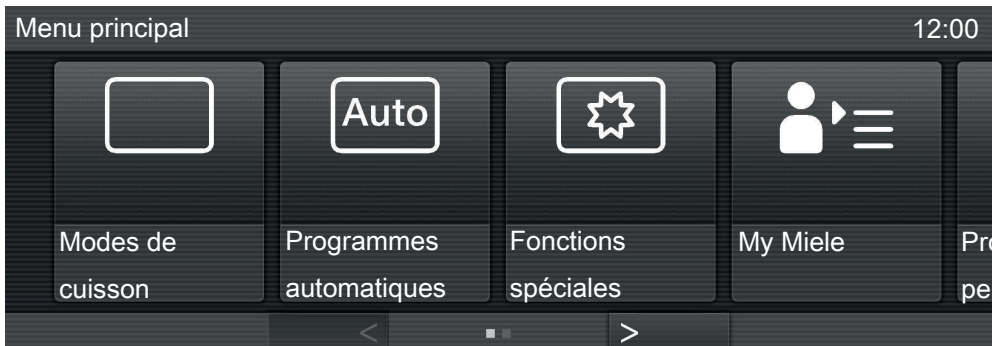 Menu principal 12:00
Auto
Modes de
cuisson
Programmes
automatiques
Fonctions
spéciales
My Miele
< >